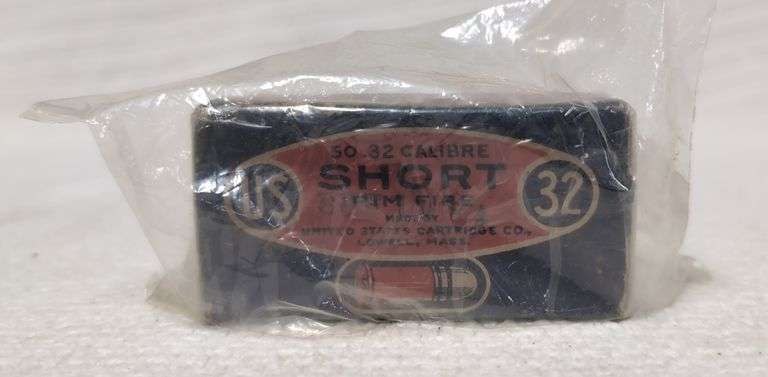 50 .32 CALIBRE
US SHORT 32
RIM FIRE
MADE BY
UNITED STATES CARTRIDGE CO.,
LOWELL, MASS.